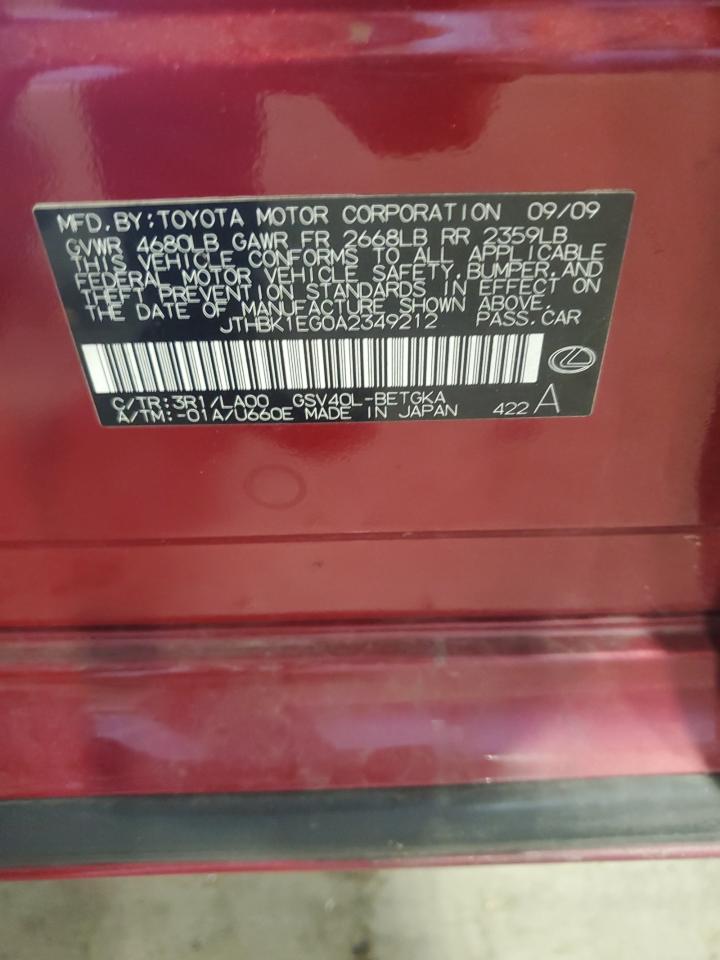 MFD.BY:TOYOTA MOTOR CORPORATION 09/09
GVWR 4680LB GAWR FR 2668LB RR 2359LB
THIS VEHICLE CONFORMS TO ALL APPLICABLE
FEDERAL MOTOR VEHICLE SAFETY,BUMPER,AND
THEFT PREVENTION STANDARDS IN EFFECT ON
THE DATE OF MANUFACTURE SHOWN ABOVE.
JTHBK1EG0A2349212 PASS.CAR
C/TR:3R1/LA00 GSV40L-BETGKA
A/TM:-01A/U660E MADE IN JAPAN 422 A